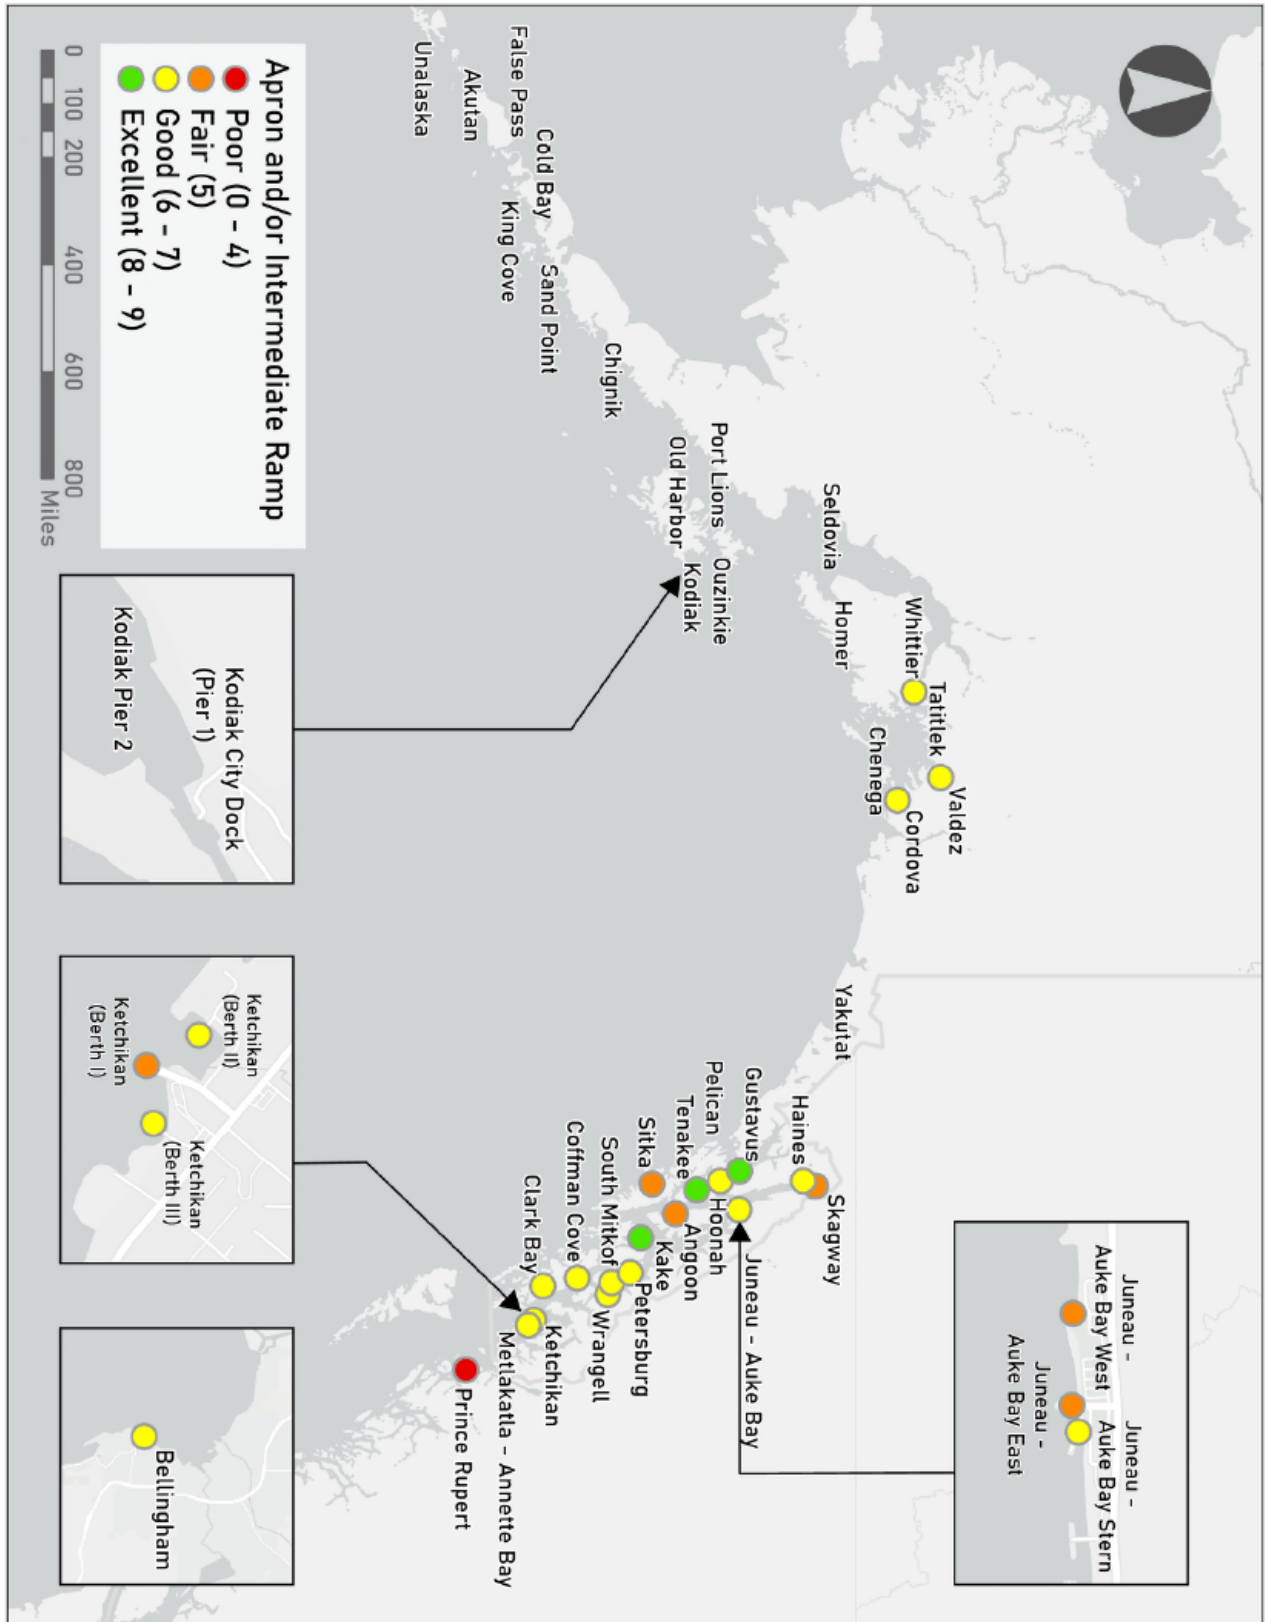 Apron and/or Intermediate Ramp
Poor (0 - 4)
Fair (5)
Good (6 - 7)
Excellent (8 - 9)
0
100
200
400
600
800
Miles
Unalaska
Akutan
False Pass
Cold Bay
King Cove
Sand Point
Chignik
Port Lions
Old Harbor
Ouzinkie
Kodiak
Seldovia
Homer
Whittier
Tatitlek
Chenega
Valdez
Cordova
Yakutat
Haines
Skagway
Gustavus
Pelican
Hoonah
Tenakee
Juneau - Auke Bay
Angoon
Sitka
Kake
Petersburg
South Mitkof
Wrangell
Coffman Cove
Clark Bay
Ketchikan
Metlakatla - Annette Bay
Prince Rupert
Juneau -
Auke Bay West
Juneau -
Auke Bay Stern
Juneau -
Auke Bay East
Kodiak City Dock
(Pier 1)
Kodiak Pier 2
Ketchikan
(Berth II)
Ketchikan
(Berth I)
Ketchikan
(Berth III)
Bellingham